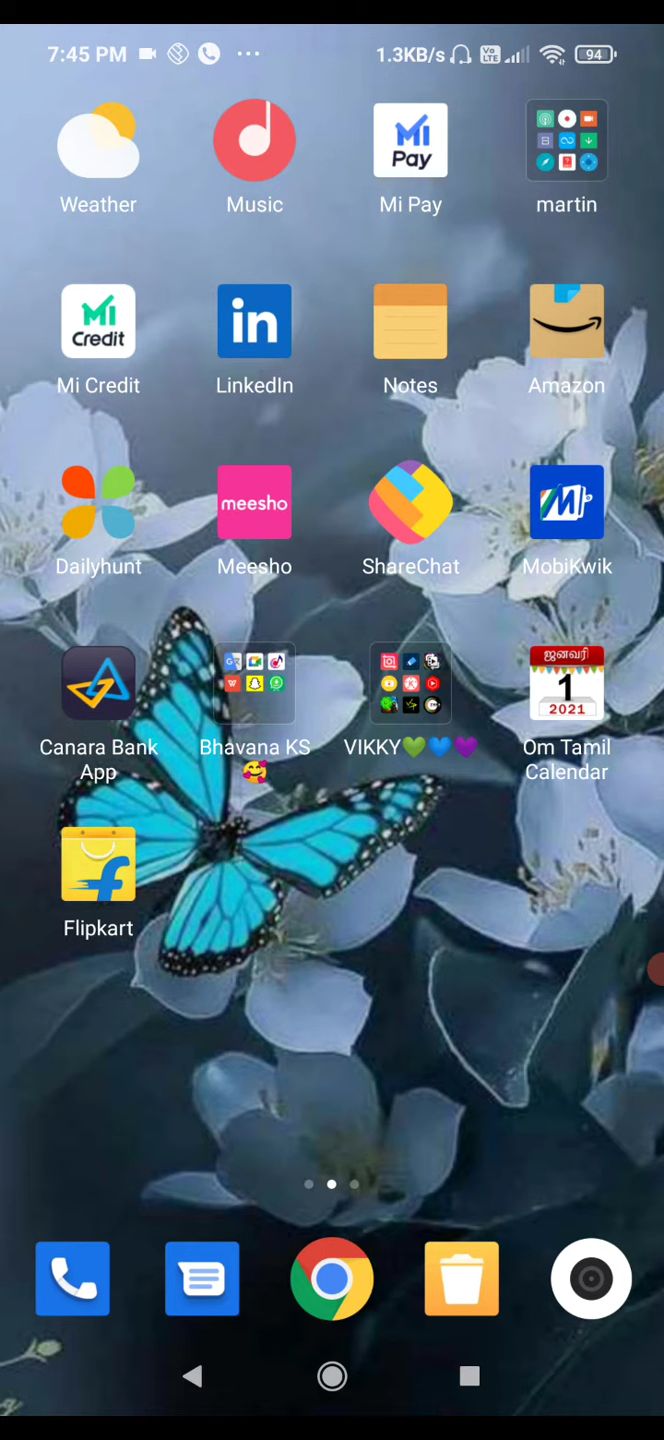 7:45 PM
1.3KB/s
Vo
LTE
94
Mi
Pay
Weather
Music
Mi Pay
martin
Mi
Credit
in
Mi Credit
LinkedIn
Notes
Amazon
meesho
Dailyhunt
Meesho
ShareChat
MobiKwik
ஜனவரி
1
2021
Canara Bank
App
Bhavana KS
🥰
VIKKY💚💙💜
Om Tamil
Calendar
Flipkart